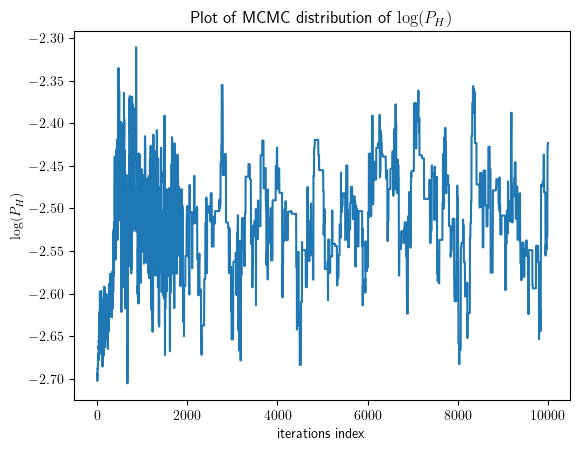 Plot of MCMC distribution of log(P_H)
−2.30
−2.35
−2.40
−2.45
−2.50
−2.55
−2.60
−2.65
−2.70
log(P_H)
0 2000 4000 6000 8000 10000
iterations index